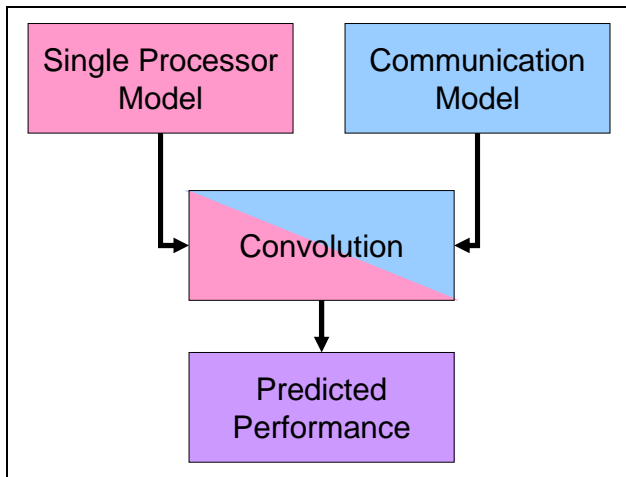 Single Processor
Model
Communication
Model
Convolution
Predicted
Performance